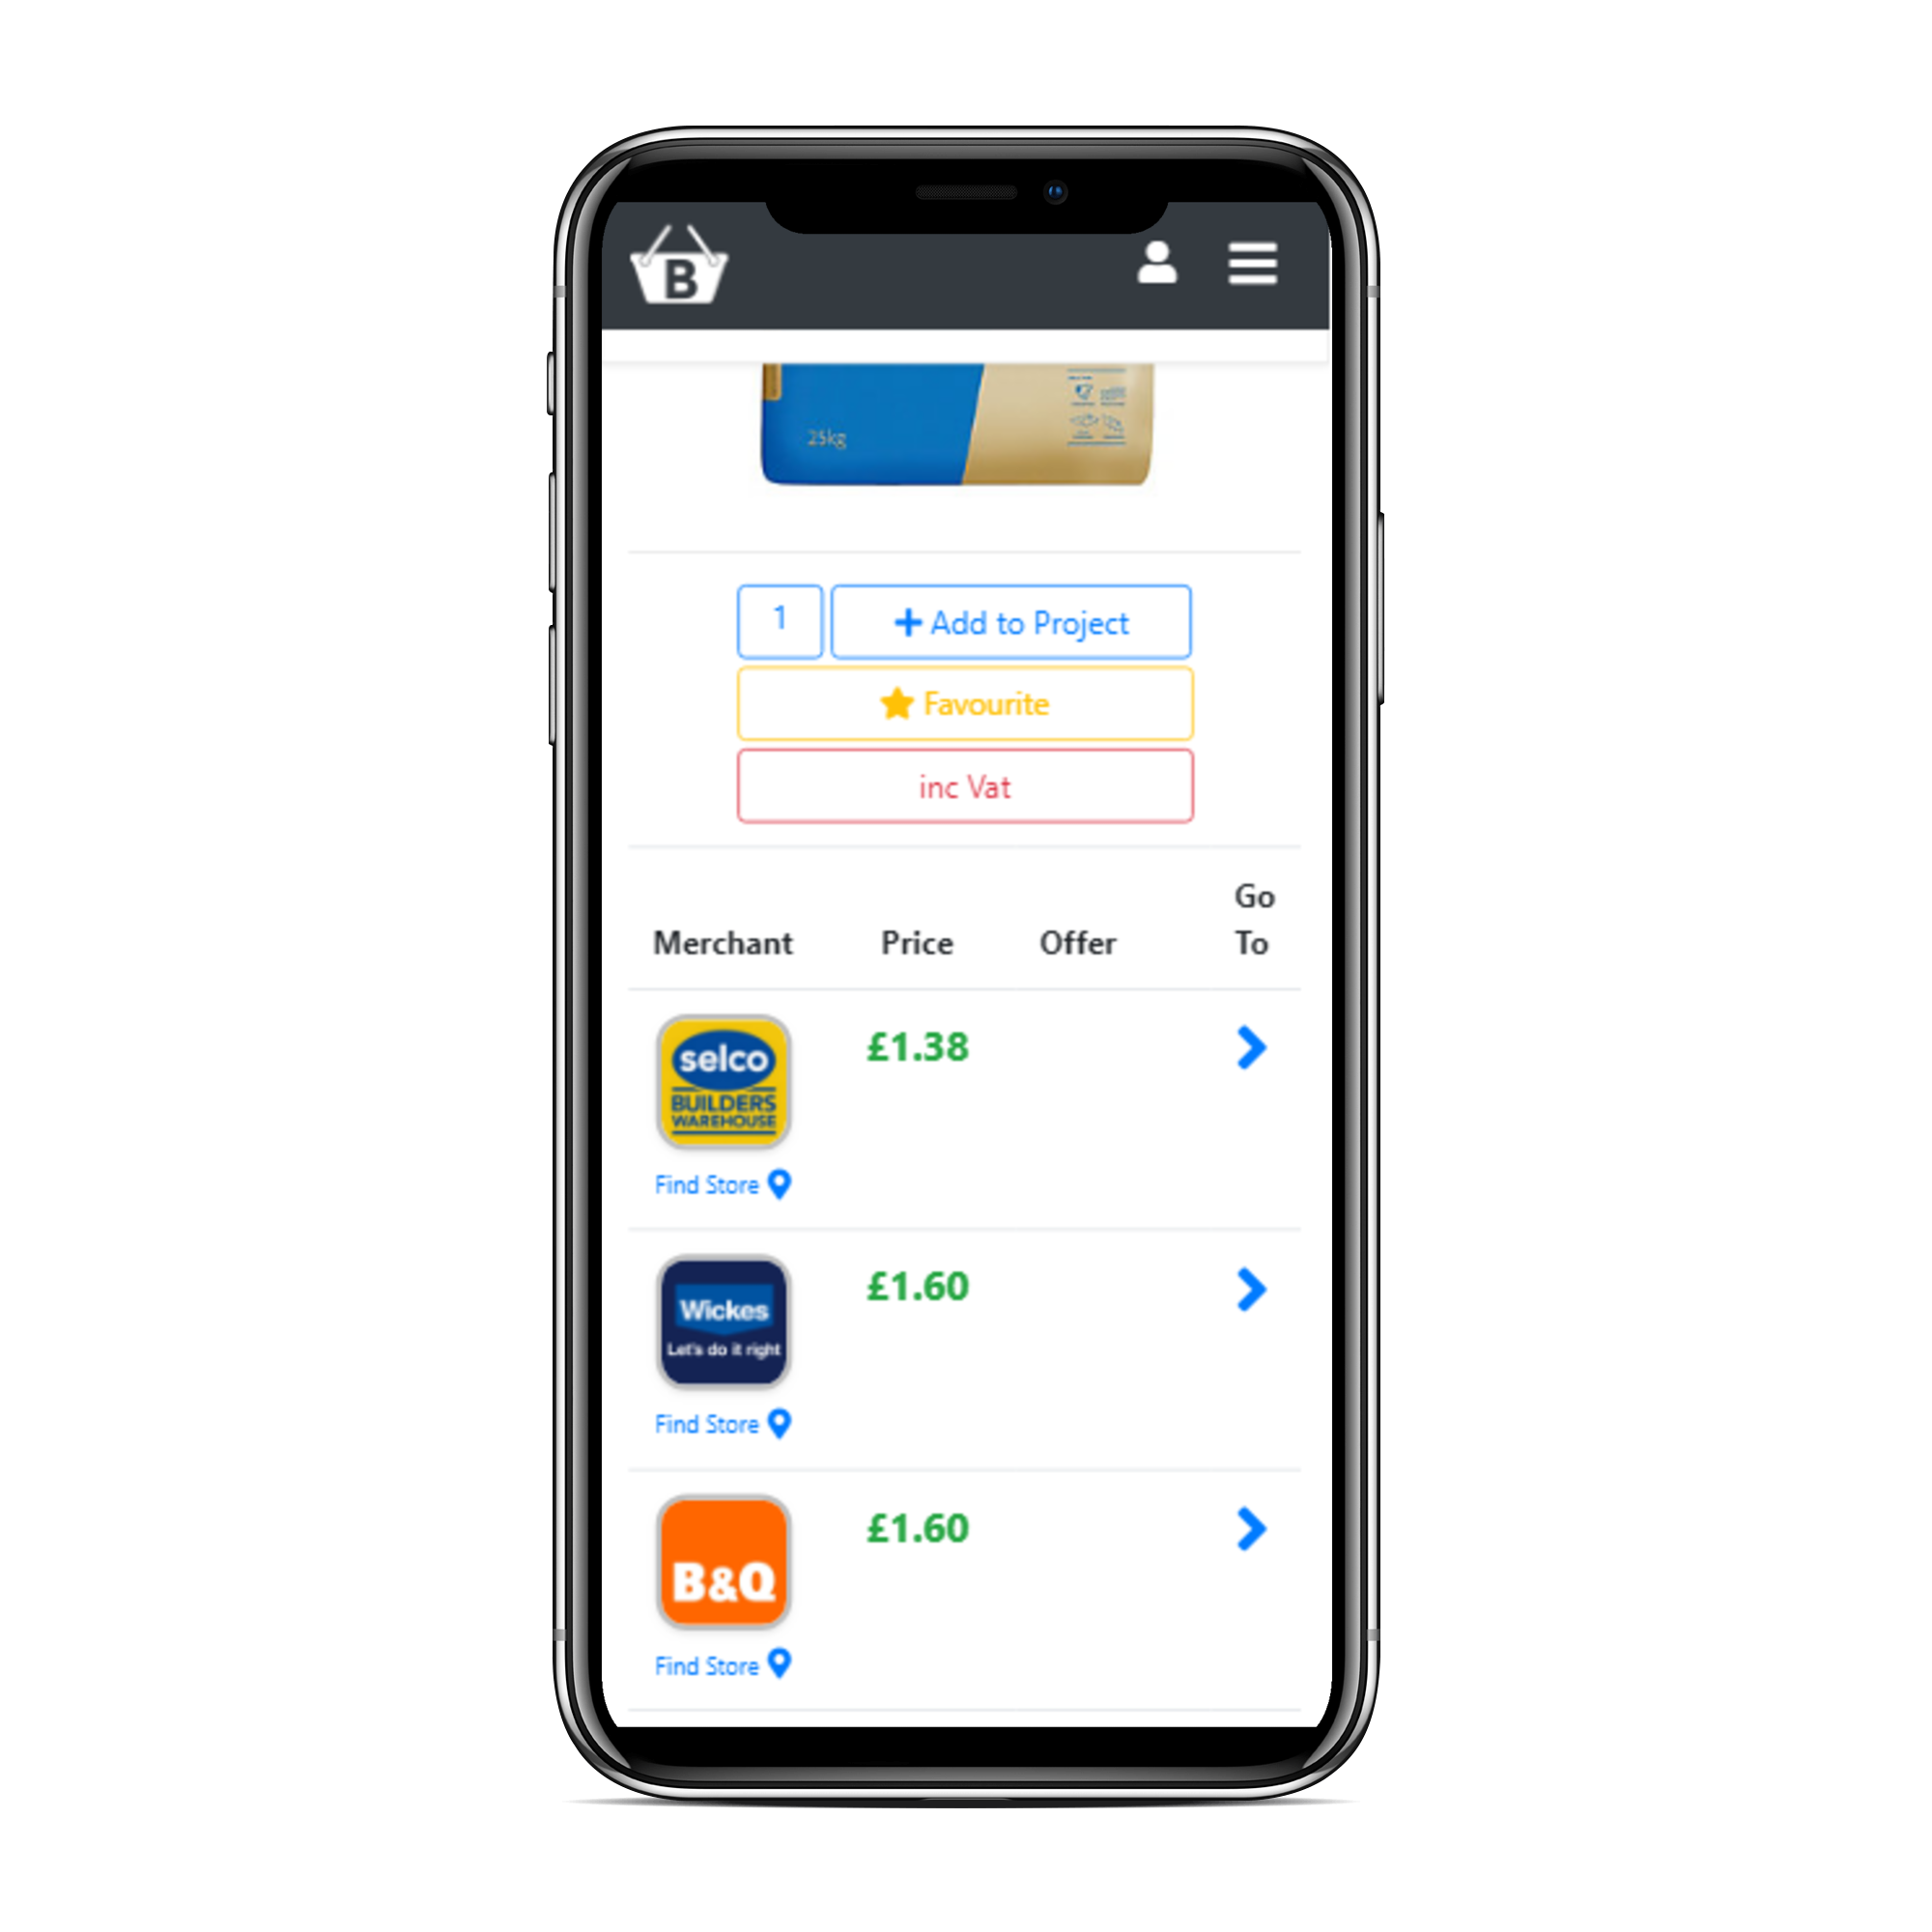 B
25kg
1
+ Add to Project
Favourite
inc Vat
Merchant Price Offer Go To
selco
BUILDERS
WAREHOUSE
£1.38
Find Store
Wickes
Let's do it right
£1.60
Find Store
B&Q
£1.60
Find Store